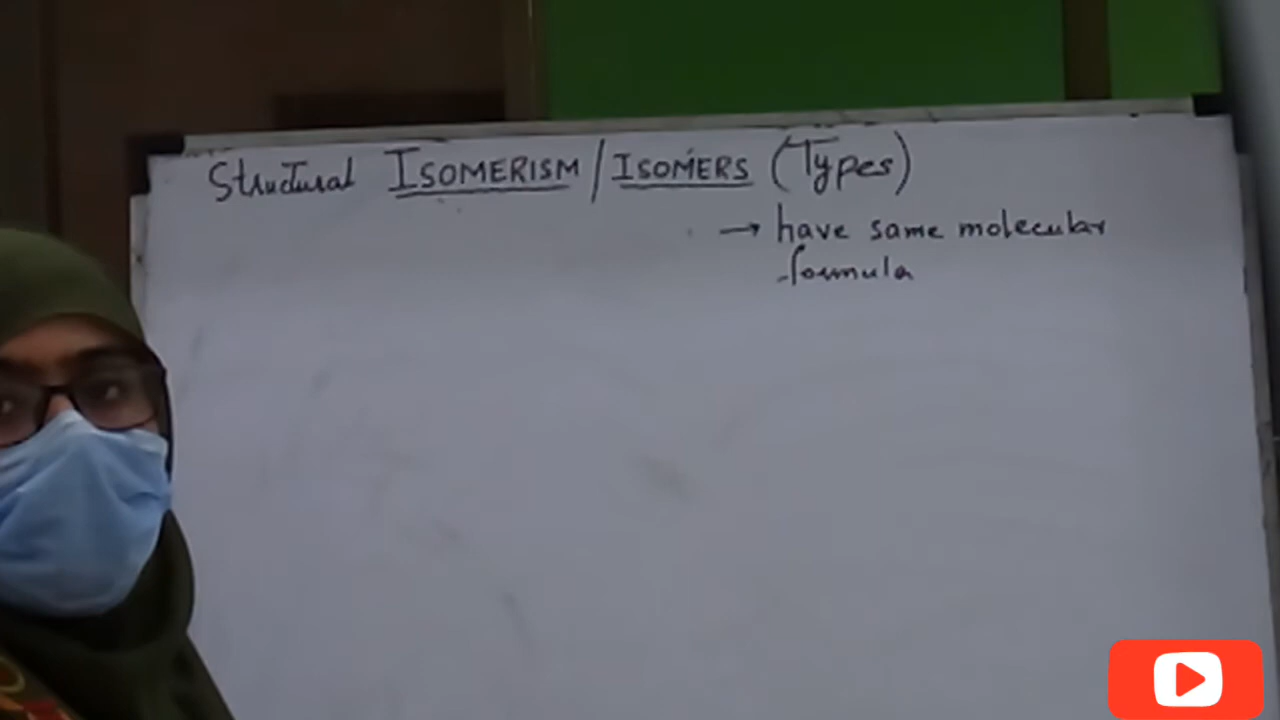 Structural ISOMERISM / ISOMERS (Types)
→ have same molecular
formula